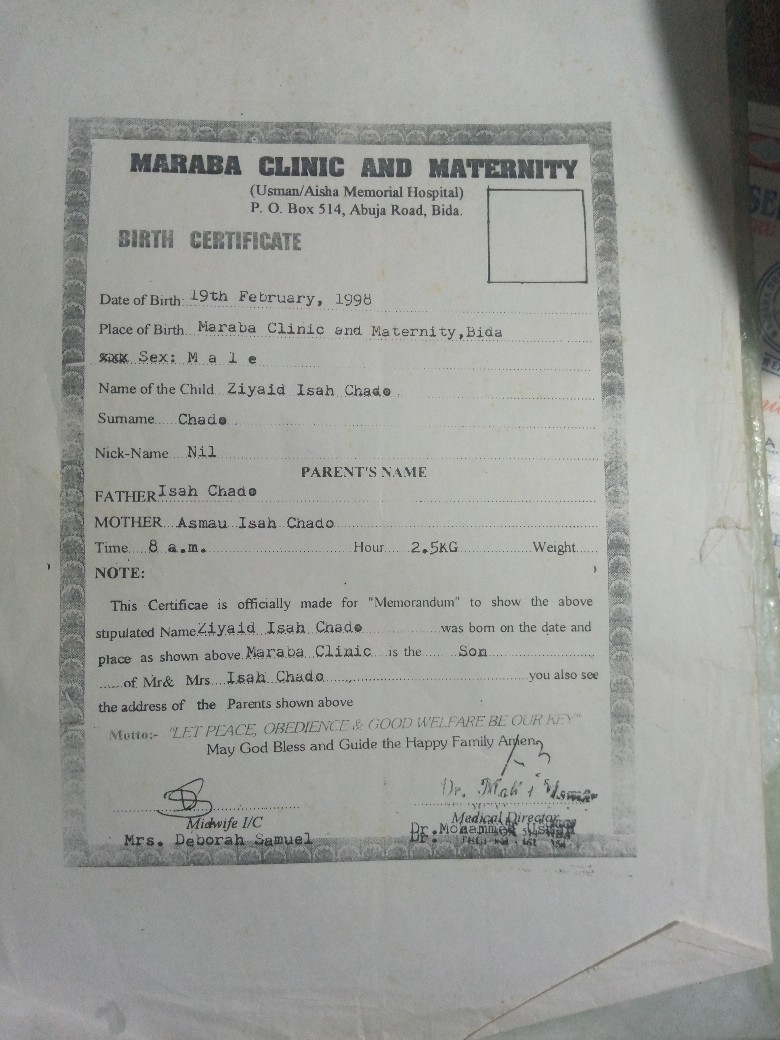 MARABA CLINIC AND MATERNITY
(Usman/Aisha Memorial Hospital)
P. O. Box 514, Abuja Road, Bida.
BIRTH CERTIFICATE
Date of Birth: 19th February, 1998
Place of Birth Maraba Clinic and Maternity, Bida
Sex: M a l e
Name of the Child Ziyaid Isah Chado
Surname Chado
Nick-Name Nil
PARENT'S NAME
FATHER Isah Chado
MOTHER Asmau Isah Chado
Time 8 a.m. Hour 2.5KG Weight
NOTE:
This Certificae is officially made for "Memorandum" to show the above
stipulated Name Ziyaid Isah Chado was born on the date and
place as shown above Maraba Clinic is the Son
of Mr& Mrs Isah Chado you also see
the address of the Parents shown above
Motto:- "LET PEACE, OBEDIENCE & GOOD WELFARE BE OUR KEY"
May God Bless and Guide the Happy Family Amen
Dr.
Midwife I/C Medical Director
Mrs. Deborah Samuel Dr. Mohammed